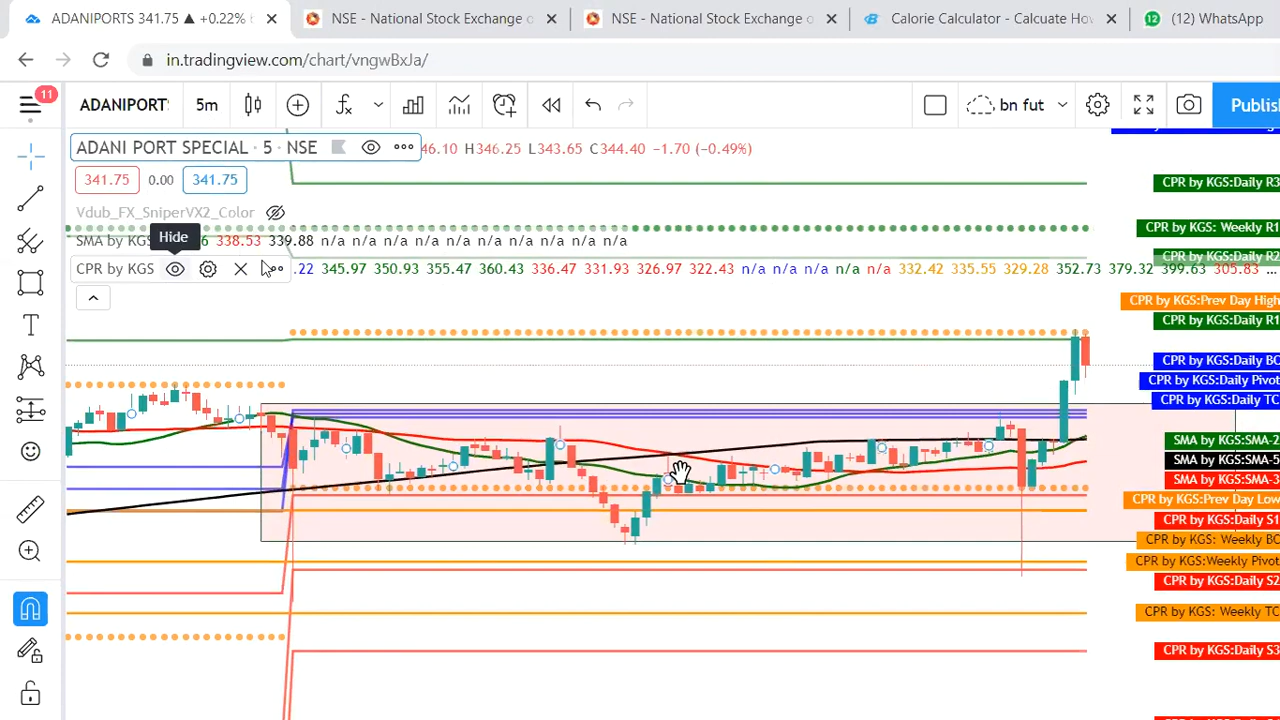 ADANIPORTS 341.75 ▲ +0.22%
NSE - National Stock Exchange o
NSE - National Stock Exchange o
Calorie Calculator - Calcuate Ho
12
(12) WhatsApp
in.tradingview.com/chart/vngwBxJa/
11
ADANIPORTS
5m
bn fut
Publis
ADANI PORT SPECIAL · 5 · NSE
46.10 H346.25 L343.65 C344.40 −1.70 (−0.49%)
341.75 0.00 341.75
Vdub_FX_SniperVX2_Color
Hide
SMA by KGS 6 338.53 339.88 n/a n/a n/a n/a n/a n/a n/a n/a n/a
CPR by KGS .22 345.97 350.93 355.47 360.43 336.47 331.93 326.97 322.43 n/a n/a n/a n/a n/a 332.42 335.55 329.28 352.73 379.32 399.63 305.83 ...
CPR by KGS:Daily R3
CPR by KGS: Weekly R1
CPR by KGS:Daily R2
CPR by KGS:Prev Day High
CPR by KGS:Daily R1
CPR by KGS:Daily BC
CPR by KGS:Daily Pivot
CPR by KGS:Daily TC
SMA by KGS:SMA-2
SMA by KGS:SMA-5
SMA by KGS:SMA-3
CPR by KGS:Prev Day Low
CPR by KGS:Daily S1
CPR by KGS: Weekly BC
CPR by KGS:Weekly Pivot
CPR by KGS:Daily S2
CPR by KGS: Weekly TC
CPR by KGS:Daily S3